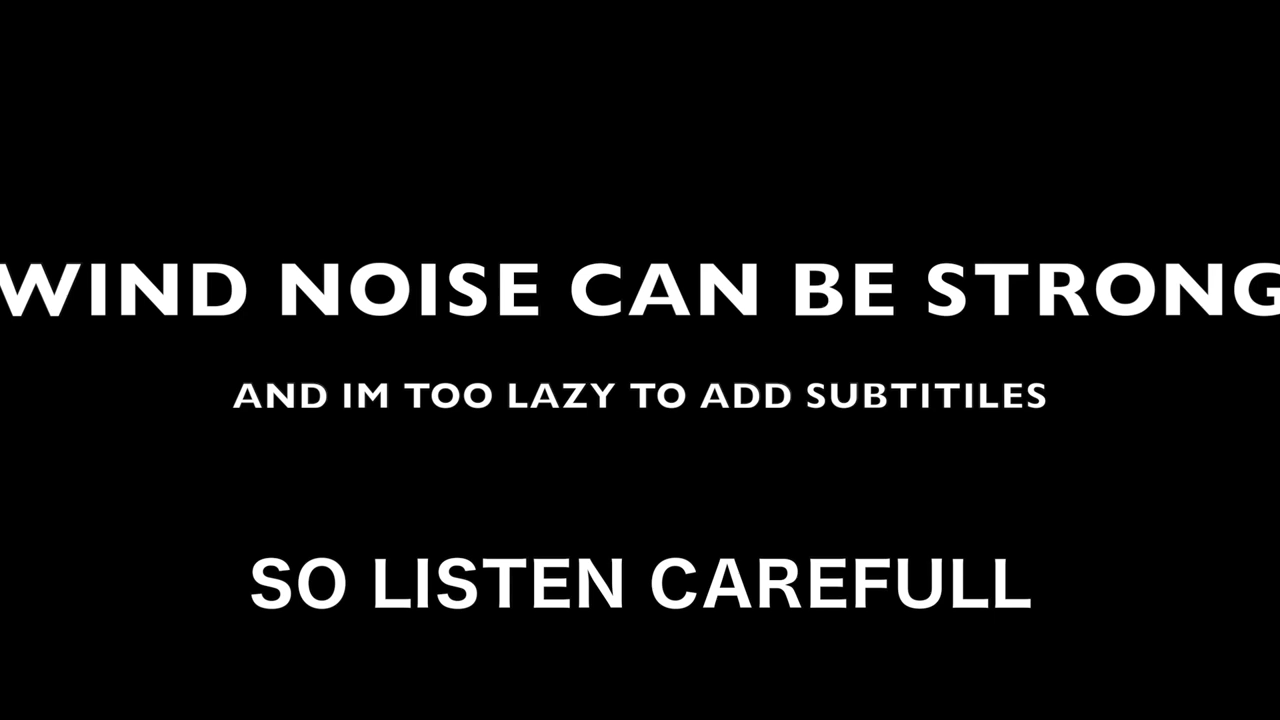 WIND NOISE CAN BE STRONG
AND IM TOO LAZY TO ADD SUBTITILES
SO LISTEN CAREFULL